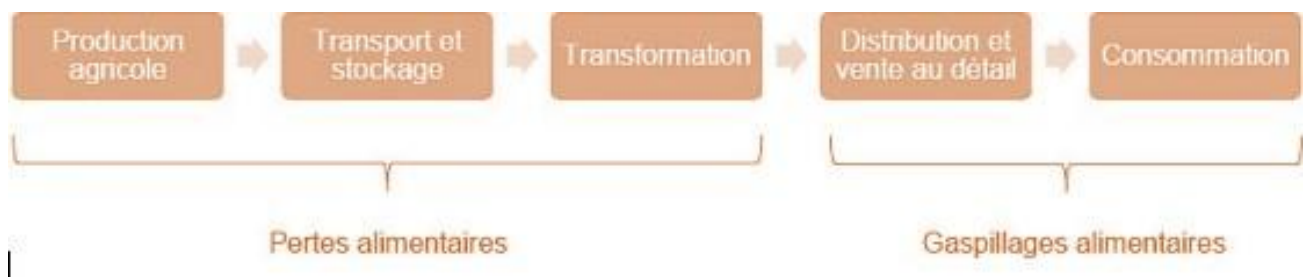 Production
agricole
Transport et
stockage
Transformation
Distribution et
vente au détail
Consommation
Pertes alimentaires
Gaspillages alimentaires